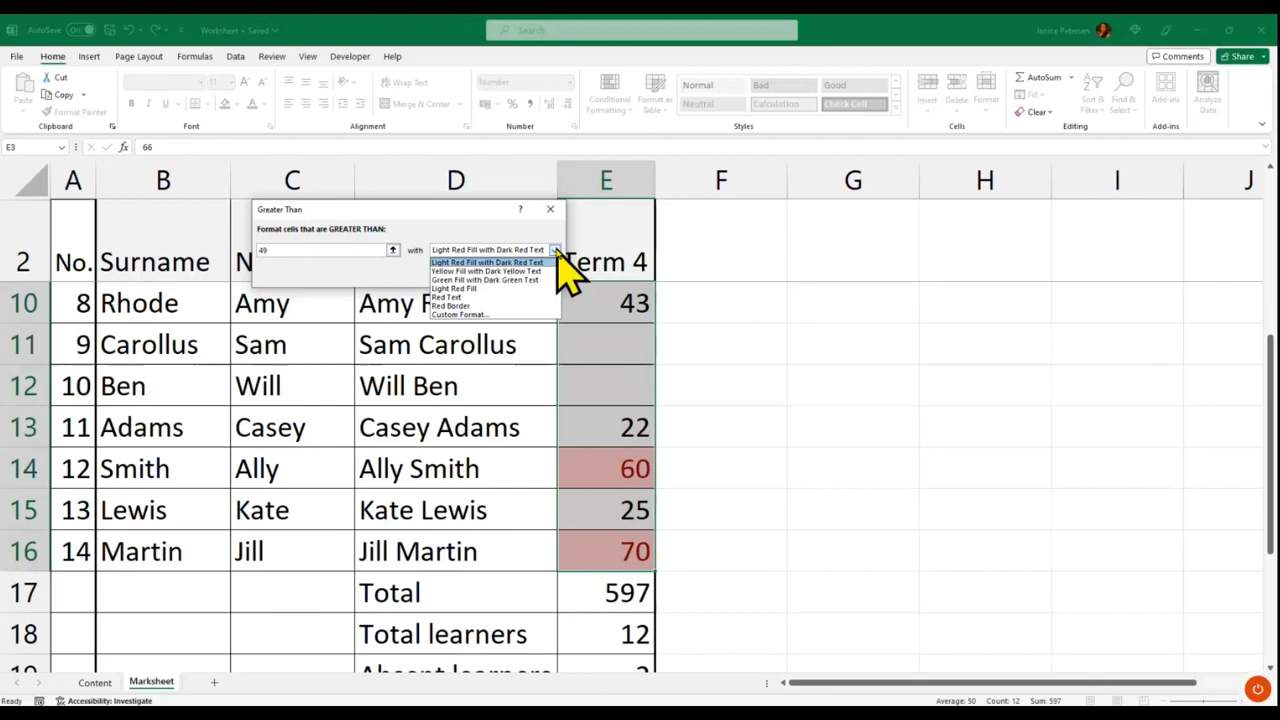 AutoSave On Worksheet • Saved Search Janice Petersen
File Home Insert Page Layout Formulas Data Review View Developer Help Comments Share
Paste Cut Copy Format Painter Clipboard
11 A A B I U A Font
Wrap Text Merge & Center Alignment
Number % Number
Conditional Formatting Format as Table Normal Bad Good Neutral Calculation Check Cell Styles
Insert Delete Format Cells
AutoSum Fill Clear Sort & Filter Find & Select Editing
Add-ins Add-ins Analyze Data
E3 fx 66
A B C D E F G H I J
Greater Than ? ×
Format cells that are GREATER THAN:
49 with Light Red Fill with Dark Red Text
Light Red Fill with Dark Red Text
Yellow Fill with Dark Yellow Text
Green Fill with Dark Green Text
Light Red Fill
Red Text
Red Border
Custom Format...
2 No. Surname N Term 4
10 8 Rhode Amy Amy 43
11 9 Carollus Sam Sam Carollus
12 10 Ben Will Will Ben
13 11 Adams Casey Casey Adams 22
14 12 Smith Ally Ally Smith 60
15 13 Lewis Kate Kate Lewis 25
16 14 Martin Jill Jill Martin 70
17 Total 597
18 Total learners 12
19 Absent learners 2
Content Marksheet +
Ready Accessibility: Investigate Average: 50 Count: 12 Sum: 597